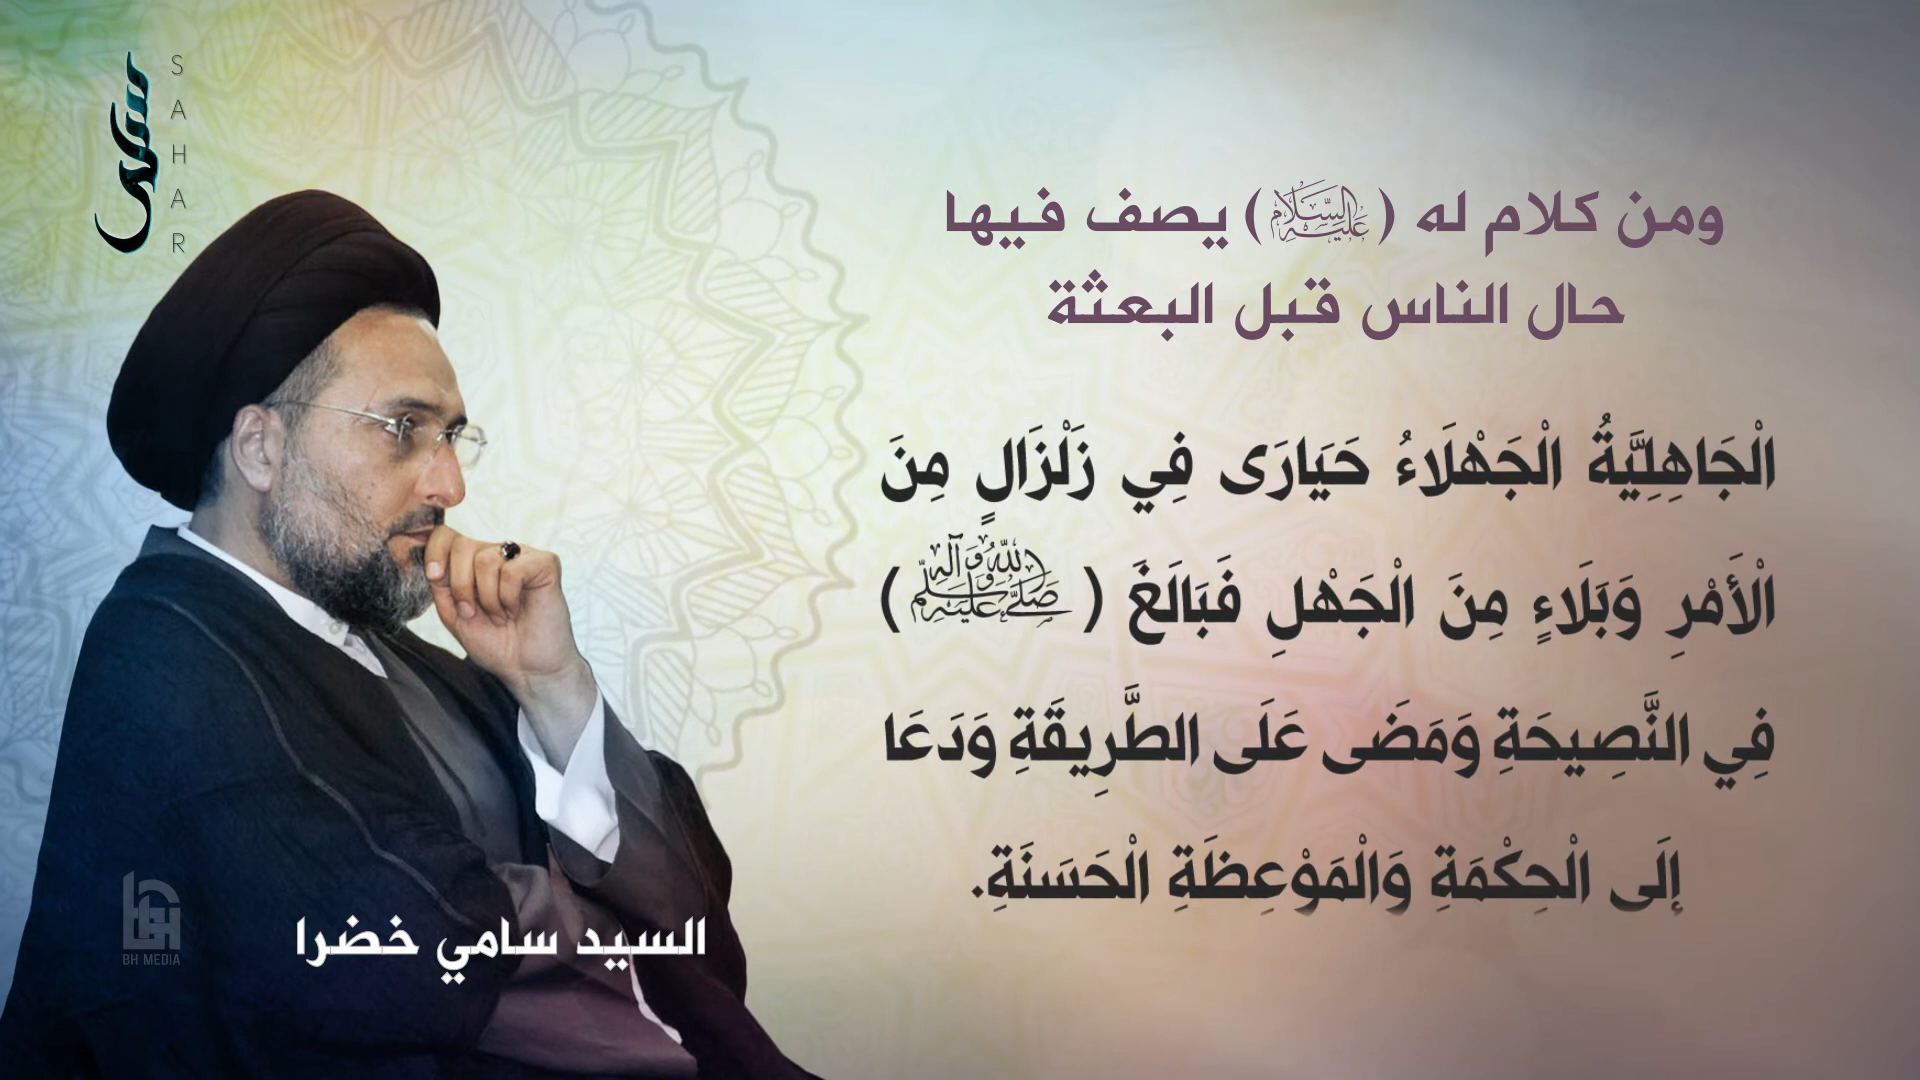 سحر
SAHAR
ومن كلام له (عليه السلام) يصف فيها
حال الناس قبل البعثة
الْجَاهِلِيَّةُ الْجَهْلَاءُ حَيَارَى فِي زَلْزَالٍ مِنَ
الْأَمْرِ وَبَلَاءٍ مِنَ الْجَهْلِ فَبَالَغَ (صلى الله عليه وآله وسلم)
فِي النَّصِيحَةِ وَمَضَى عَلَى الطَّرِيقَةِ وَدَعَا
إِلَى الْحِكْمَةِ وَالْمَوْعِظَةِ الْحَسَنَةِ.
السيد سامي خضرا
BH MEDIA